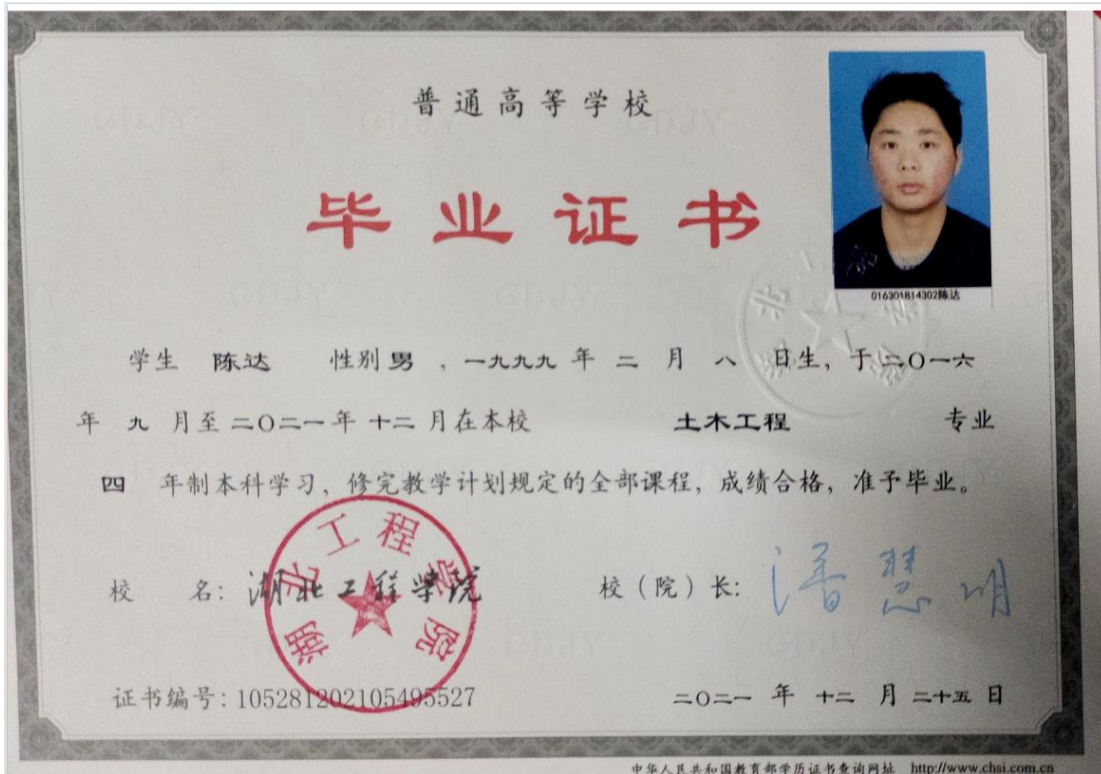 普通高等学校
毕业证书
016301814302陈达
学生 陈达 性别 男 ，一九九九 年 二 月 八 日生，于二〇一六
年 九 月至 二〇二一 年 十二 月在本校 土木工程 专业
四 年制本科学习，修完教学计划规定的全部课程，成绩合格，准予毕业。
湖北工程学院
校 名：湖北工程学院 校（院）长：潘慧明
证书编号：105281202105495527 二〇二一 年 十二 月 二十五 日
中华人民共和国教育部学历证书查询网址 http://www.chsi.com.cn